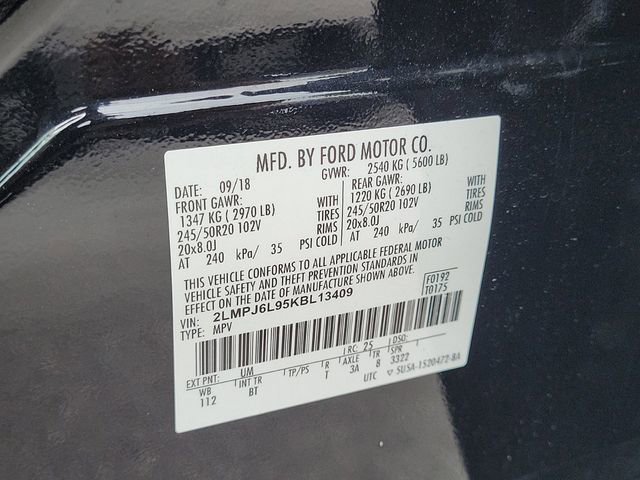 MFD. BY FORD MOTOR CO.
DATE: 09/18 GVWR: 2540 KG ( 5600 LB)
FRONT GAWR: REAR GAWR:
1347 KG ( 2970 LB) WITH 1220 KG ( 2690 LB) WITH
245/50R20 102V TIRES 245/50R20 102V TIRES
20x8.0J RIMS 20x8.0J RIMS
AT 240 kPa/ 35 PSI COLD AT 240 kPa/ 35 PSI COLD
THIS VEHICLE CONFORMS TO ALL APPLICABLE FEDERAL MOTOR
VEHICLE SAFETY AND THEFT PREVENTION STANDARDS IN
EFFECT ON THE DATE OF MANUFACTURE SHOWN ABOVE.
VIN: 2LMPJ6L95KBL13409 F0192
TYPE: MPV T0175
EXT PNT: UM RC: 25 DSO:
WB INT TR TP/PS R AXLE TR SPR
112 BT T 3A 8 3322
UTC ▽ 5USA-1520472-BA